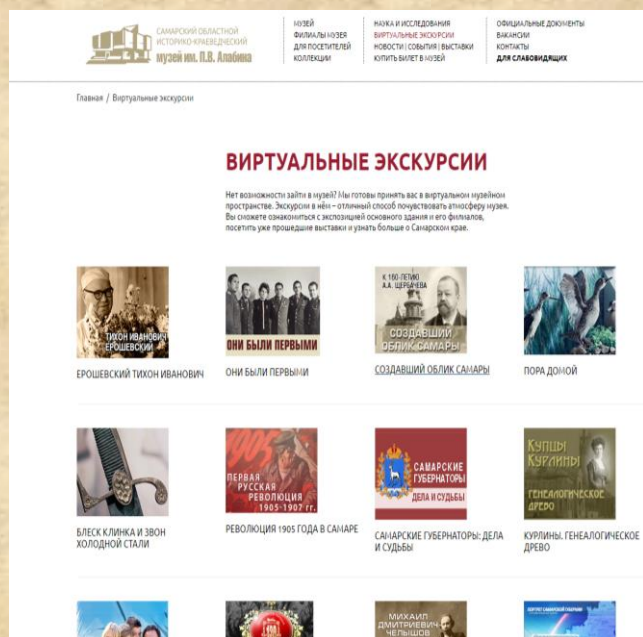 САМАРСКИЙ ОБЛАСТНОЙ
ИСТОРИКО-КРАЕВЕДЧЕСКИЙ
музей им. П.В. Алабина
МУЗЕЙ
ФИЛИАЛЫ МУЗЕЯ
ДЛЯ ПОСЕТИТЕЛЕЙ
КОЛЛЕКЦИИ
НАУКА И ИССЛЕДОВАНИЯ
ВИРТУАЛЬНЫЕ ЭКСКУРСИИ
НОВОСТИ | СОБЫТИЯ | ВЫСТАВКИ
КУПИТЬ БИЛЕТ В МУЗЕЙ
ОФИЦИАЛЬНЫЕ ДОКУМЕНТЫ
ВАКАНСИИ
КОНТАКТЫ
ДЛЯ СЛАБОВИДЯЩИХ
Главная / Виртуальные экскурсии
ВИРТУАЛЬНЫЕ ЭКСКУРСИИ
Нет возможности зайти в музей? Мы готовы принять вас в виртуальном музейном
пространстве. Экскурсии в нём – отличный способ почувствовать атмосферу музея.
Вы сможете ознакомиться с экспозицией основного здания и его филиалов,
посетить уже прошедшие выставки и узнать больше о Самарском крае.
ТИХОН ИВАНОВИЧ
ЕРОШЕВСКИЙ
ЕРОШЕВСКИЙ ТИХОН ИВАНОВИЧ
ОНИ БЫЛИ ПЕРВЫМИ
ОНИ БЫЛИ ПЕРВЫМИ
К 160-ЛЕТИЮ
А.А. ЩЕРБАЧЕВА
СОЗДАВШИЙ
ОБЛИК САМАРЫ
СОЗДАВШИЙ ОБЛИК САМАРЫ
ПОРА ДОМОЙ
БЛЕСК КЛИНКА И ЗВОН
ХОЛОДНОЙ СТАЛИ
1905
ПЕРВАЯ
РУССКАЯ
РЕВОЛЮЦИЯ
1905-1907 гг.
РЕВОЛЮЦИЯ 1905 ГОДА В САМАРЕ
САМАРСКИЕ
ГУБЕРНАТОРЫ
ДЕЛА И СУДЬБЫ
САМАРСКИЕ ГУБЕРНАТОРЫ: ДЕЛА
И СУДЬБЫ
Купцы
Курлины
ГЕНЕАЛОГИЧЕСКОЕ
ДРЕВО
КУРЛИНЫ. ГЕНЕАЛОГИЧЕСКОЕ
ДРЕВО
МИХАИЛ
ДМИТРИЕВИЧ
ЧЕЛЫШОВ
ПОРТРЕТ САМАРСКОЙ ГУБЕРНИИ